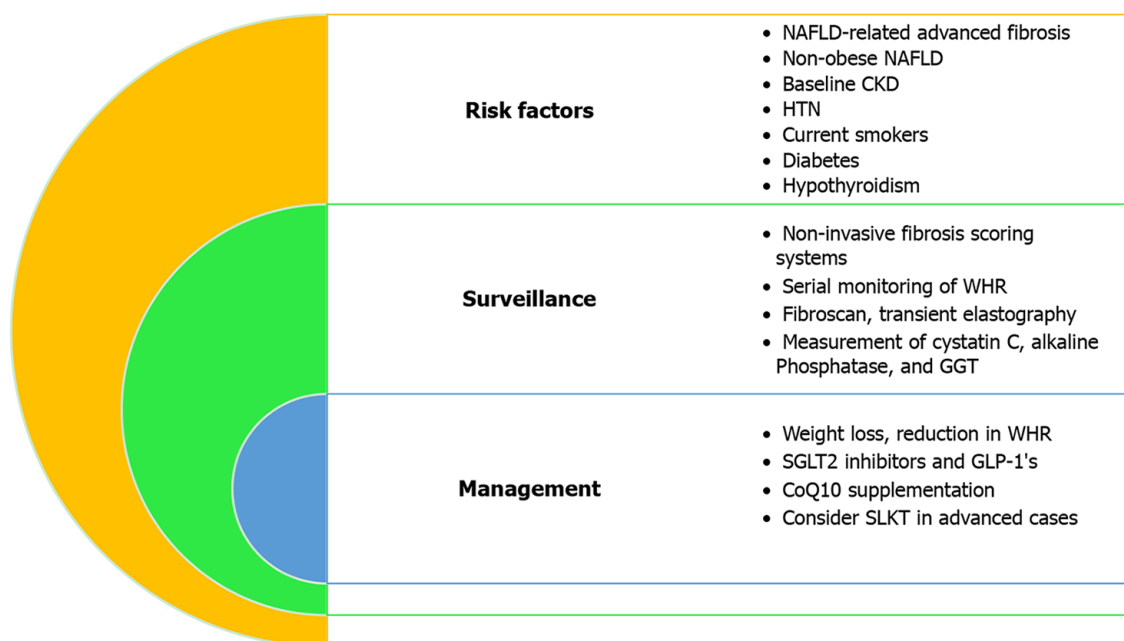 Risk factors
• NAFLD-related advanced fibrosis
• Non-obese NAFLD
• Baseline CKD
• HTN
• Current smokers
• Diabetes
• Hypothyroidism
Surveillance
• Non-invasive fibrosis scoring
systems
• Serial monitoring of WHR
• Fibroscan, transient elastography
• Measurement of cystatin C, alkaline
Phosphatase, and GGT
Management
• Weight loss, reduction in WHR
• SGLT2 inhibitors and GLP-1's
• CoQ10 supplementation
• Consider SLKT in advanced cases